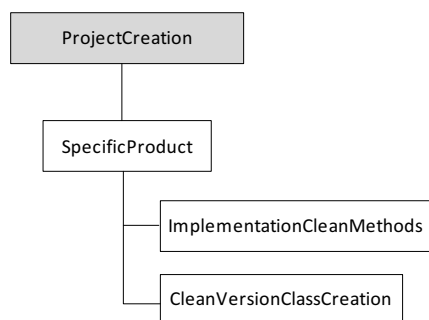 ProjectCreation
SpecificProduct
ImplementationCleanMethods
CleanVersionClassCreation